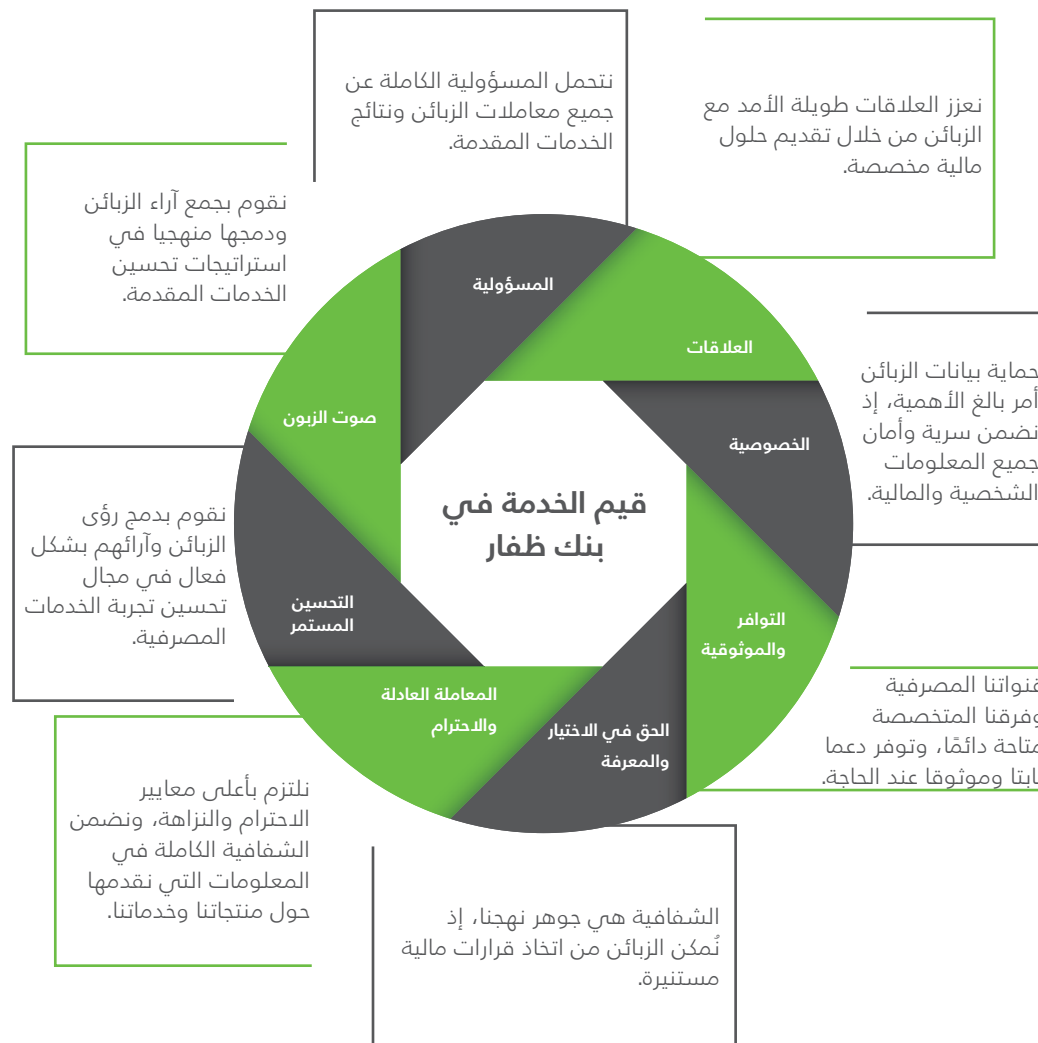 نتحمل المسؤولية الكاملة عن
جميع معاملات الزبائن ونتائج
الخدمات المقدمة.
نعزز العلاقات طويلة الأمد مع
الزبائن من خلال تقديم حلول
مالية مخصصة.
نقوم بجمع آراء الزبائن
ودمجها منهجيا في
استراتيجات تحسين
الخدمات المقدمة.
المسؤولية
العلاقات
حماية بيانات الزبائن
أمر بالغ الأهمية، إذ
نضمن سرية وأمان
جميع المعلومات
الشخصية والمالية.
صوت الزبون
الخصوصية
قيم الخدمة في
بنك ظفار
نقوم بدمج رؤى
الزبائن وآرائهم بشكل
فعال في مجال
تحسين تجربة الخدمات
المصرفية.
التحسين
المستمر
التوافر
والموثوقية
قنواتنا المصرفية
وفرقنا المتخصصة
متاحة دائمًا، وتوفر دعما
ثابتا وموثوقا عند الحاجة.
المعاملة العادلة
والاحترام
الحق في الاختيار
والمعرفة
نلتزم بأعلى معايير
الاحترام والنزاهة، ونضمن
الشفافية الكاملة في
المعلومات التي نقدمها
حول منتجاتنا وخدماتنا.
الشفافية هي جوهر نهجنا، إذ
نُمكن الزبائن من اتخاذ قرارات مالية
مستنيرة.